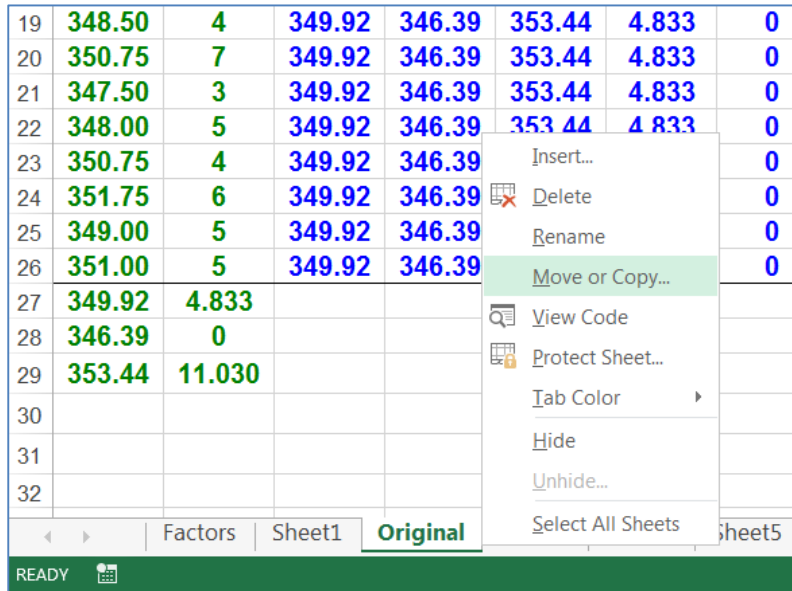 19 348.50 4 349.92 346.39 353.44 4.833 0
20 350.75 7 349.92 346.39 353.44 4.833 0
21 347.50 3 349.92 346.39 353.44 4.833 0
22 348.00 5 349.92 346.39 353.44 4.833 0
23 350.75 4 349.92 346.39 0
24 351.75 6 349.92 346.39 0
25 349.00 5 349.92 346.39 0
26 351.00 5 349.92 346.39 0
27 349.92 4.833
28 346.39 0
29 353.44 11.030
30
31
32
Insert...
Delete
Rename
Move or Copy...
View Code
Protect Sheet...
Tab Color
Hide
Unhide...
Select All Sheets
Factors Sheet1 Original Sheet5
READY